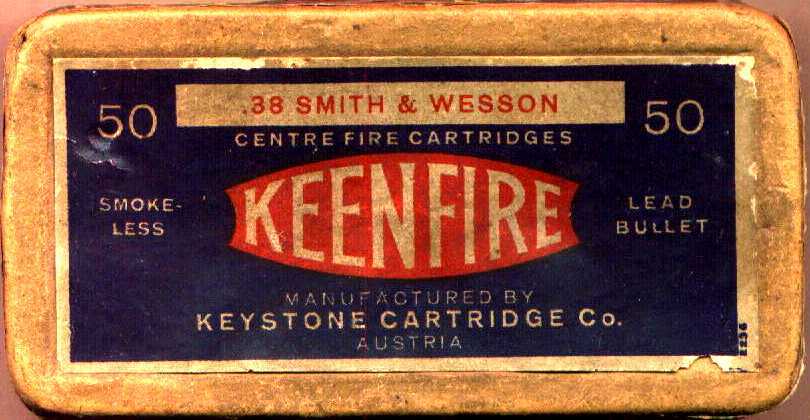 50 .38 SMITH & WESSON 50
CENTRE FIRE CARTRIDGES
SMOKE-
LESS
KEENFIRE
LEAD
BULLET
MANUFACTURED BY
KEYSTONE CARTRIDGE Co.
AUSTRIA